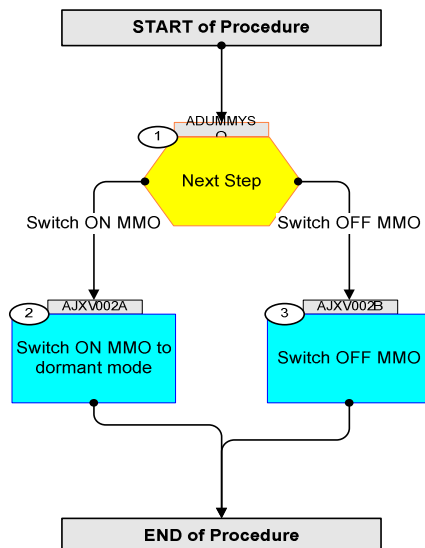 START of Procedure
ADUMMYS
O
1
Next Step
Switch ON MMO
Switch OFF MMO
AJXV002A
AJXV002B
2
3
Switch ON MMO to
dormant mode
Switch OFF MMO
END of Procedure